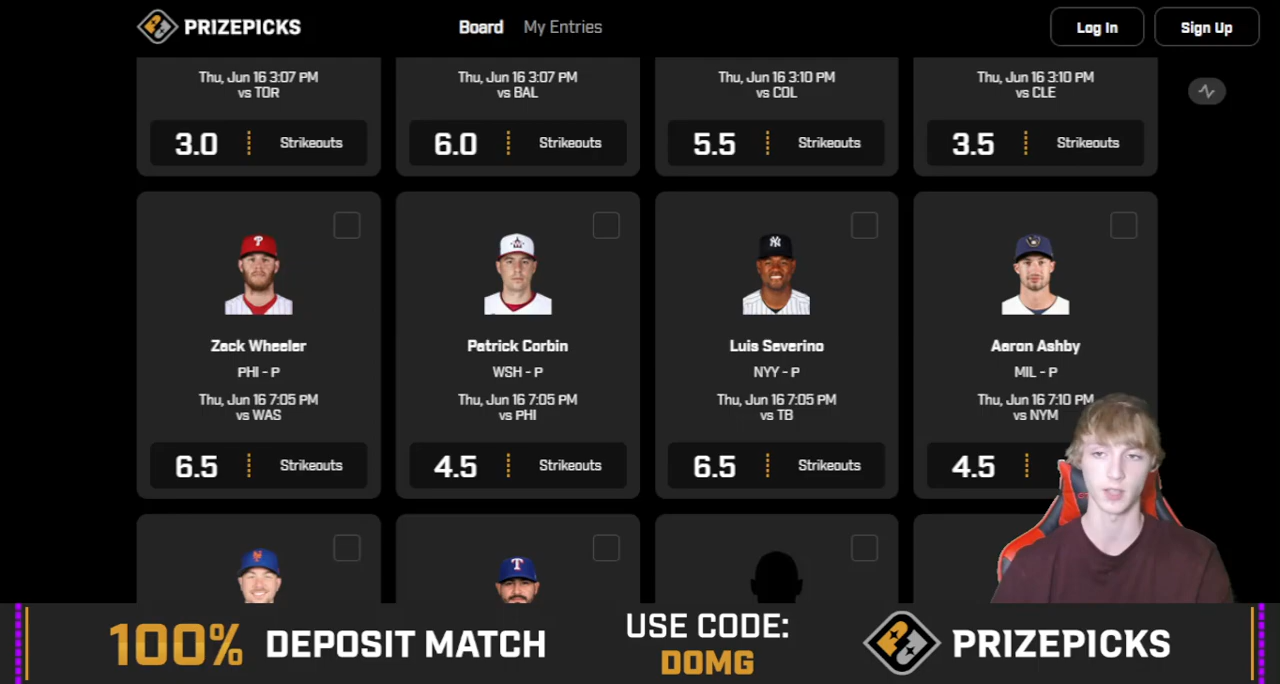 PRIZEPICKS
Board
My Entries
Log In
Sign Up
Thu, Jun 16 3:07 PM
vs TOR
3.0
Strikeouts
Thu, Jun 16 3:07 PM
vs BAL
6.0
Strikeouts
Thu, Jun 16 3:10 PM
vs COL
5.5
Strikeouts
Thu, Jun 16 3:10 PM
vs CLE
3.5
Strikeouts
Zack Wheeler
PHI - P
Thu, Jun 16 7:05 PM
vs WAS
6.5
Strikeouts
Patrick Corbin
WSH - P
Thu, Jun 16 7:05 PM
vs PHI
4.5
Strikeouts
Luis Severino
NYY - P
Thu, Jun 16 7:05 PM
vs TB
6.5
Strikeouts
Aaron Ashby
MIL - P
Thu, Jun 16 7:10 PM
vs NYM
4.5
100% DEPOSIT MATCH
USE CODE:
DOMG
PRIZEPICKS